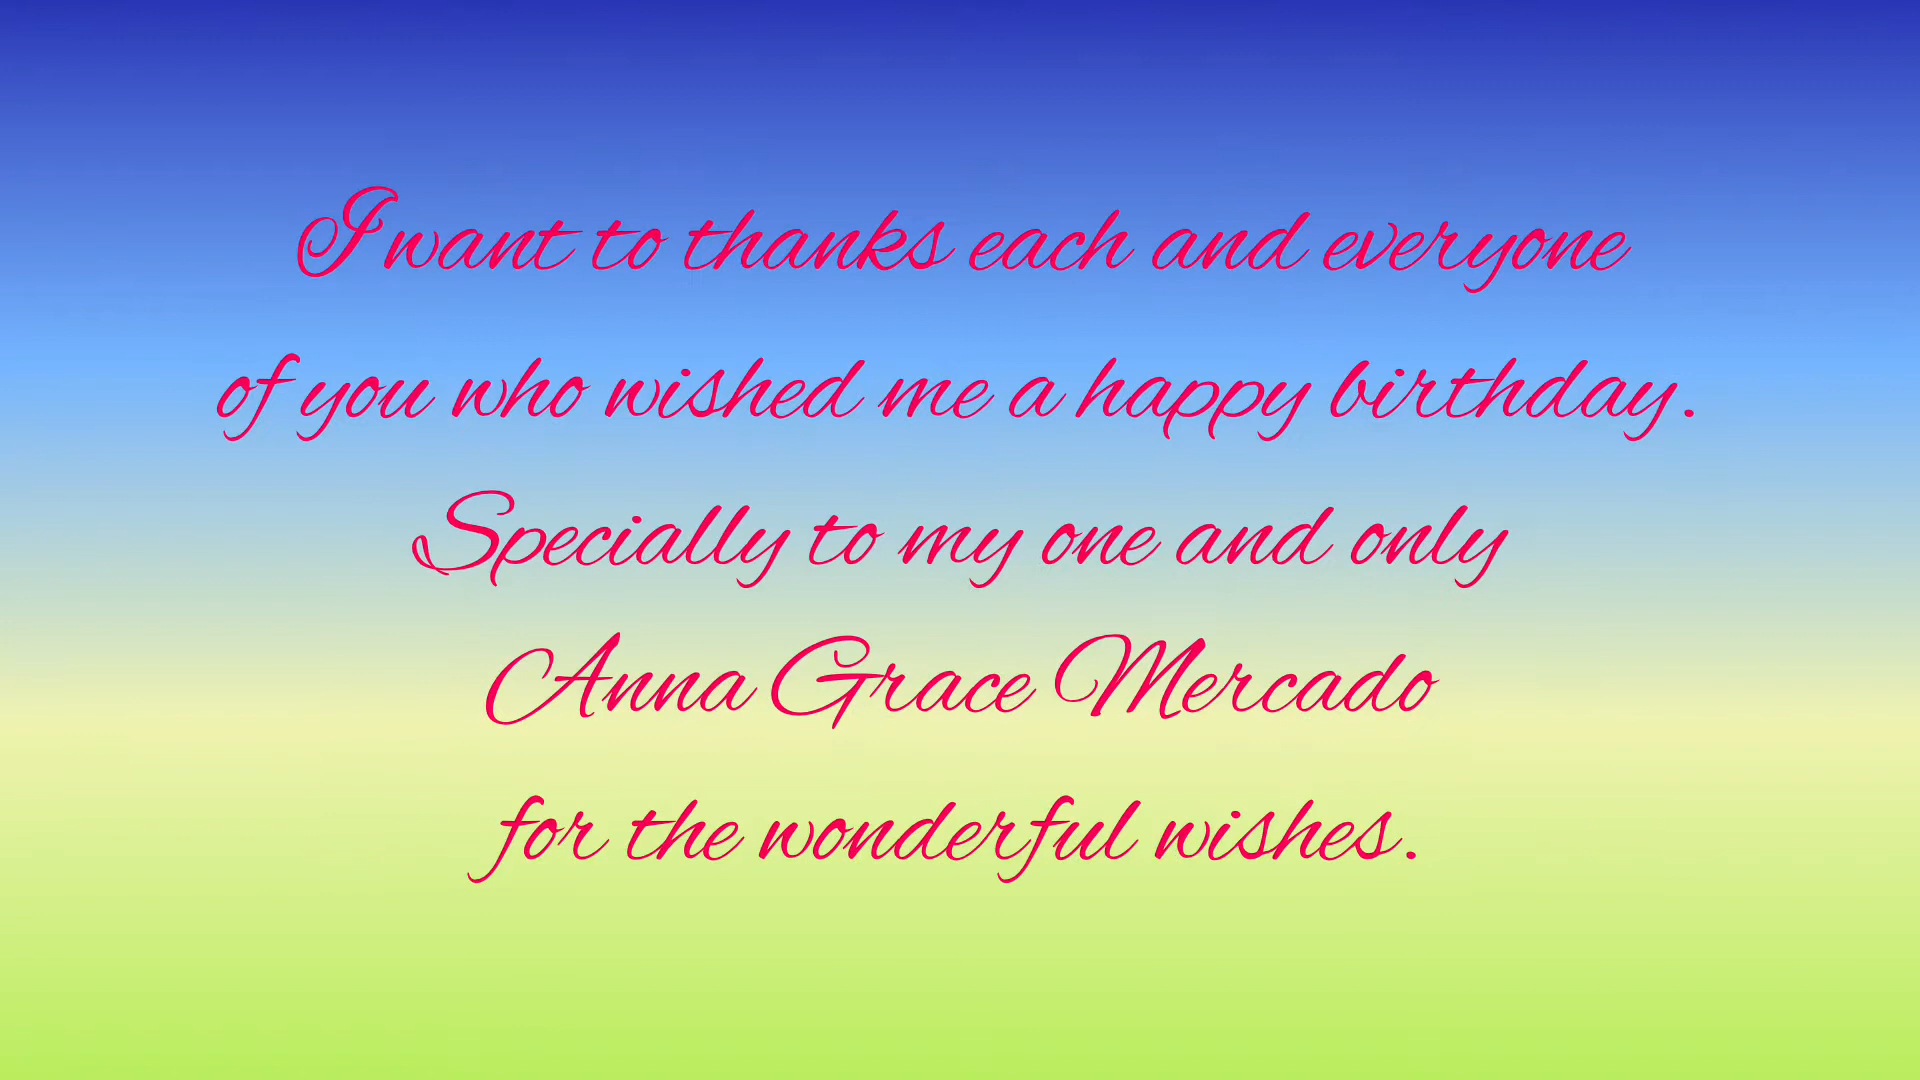 I want to thanks each and everyone
of you who wished me a happy birthday.
Specially to my one and only
Anna Grace Mercado
for the wonderful wishes.